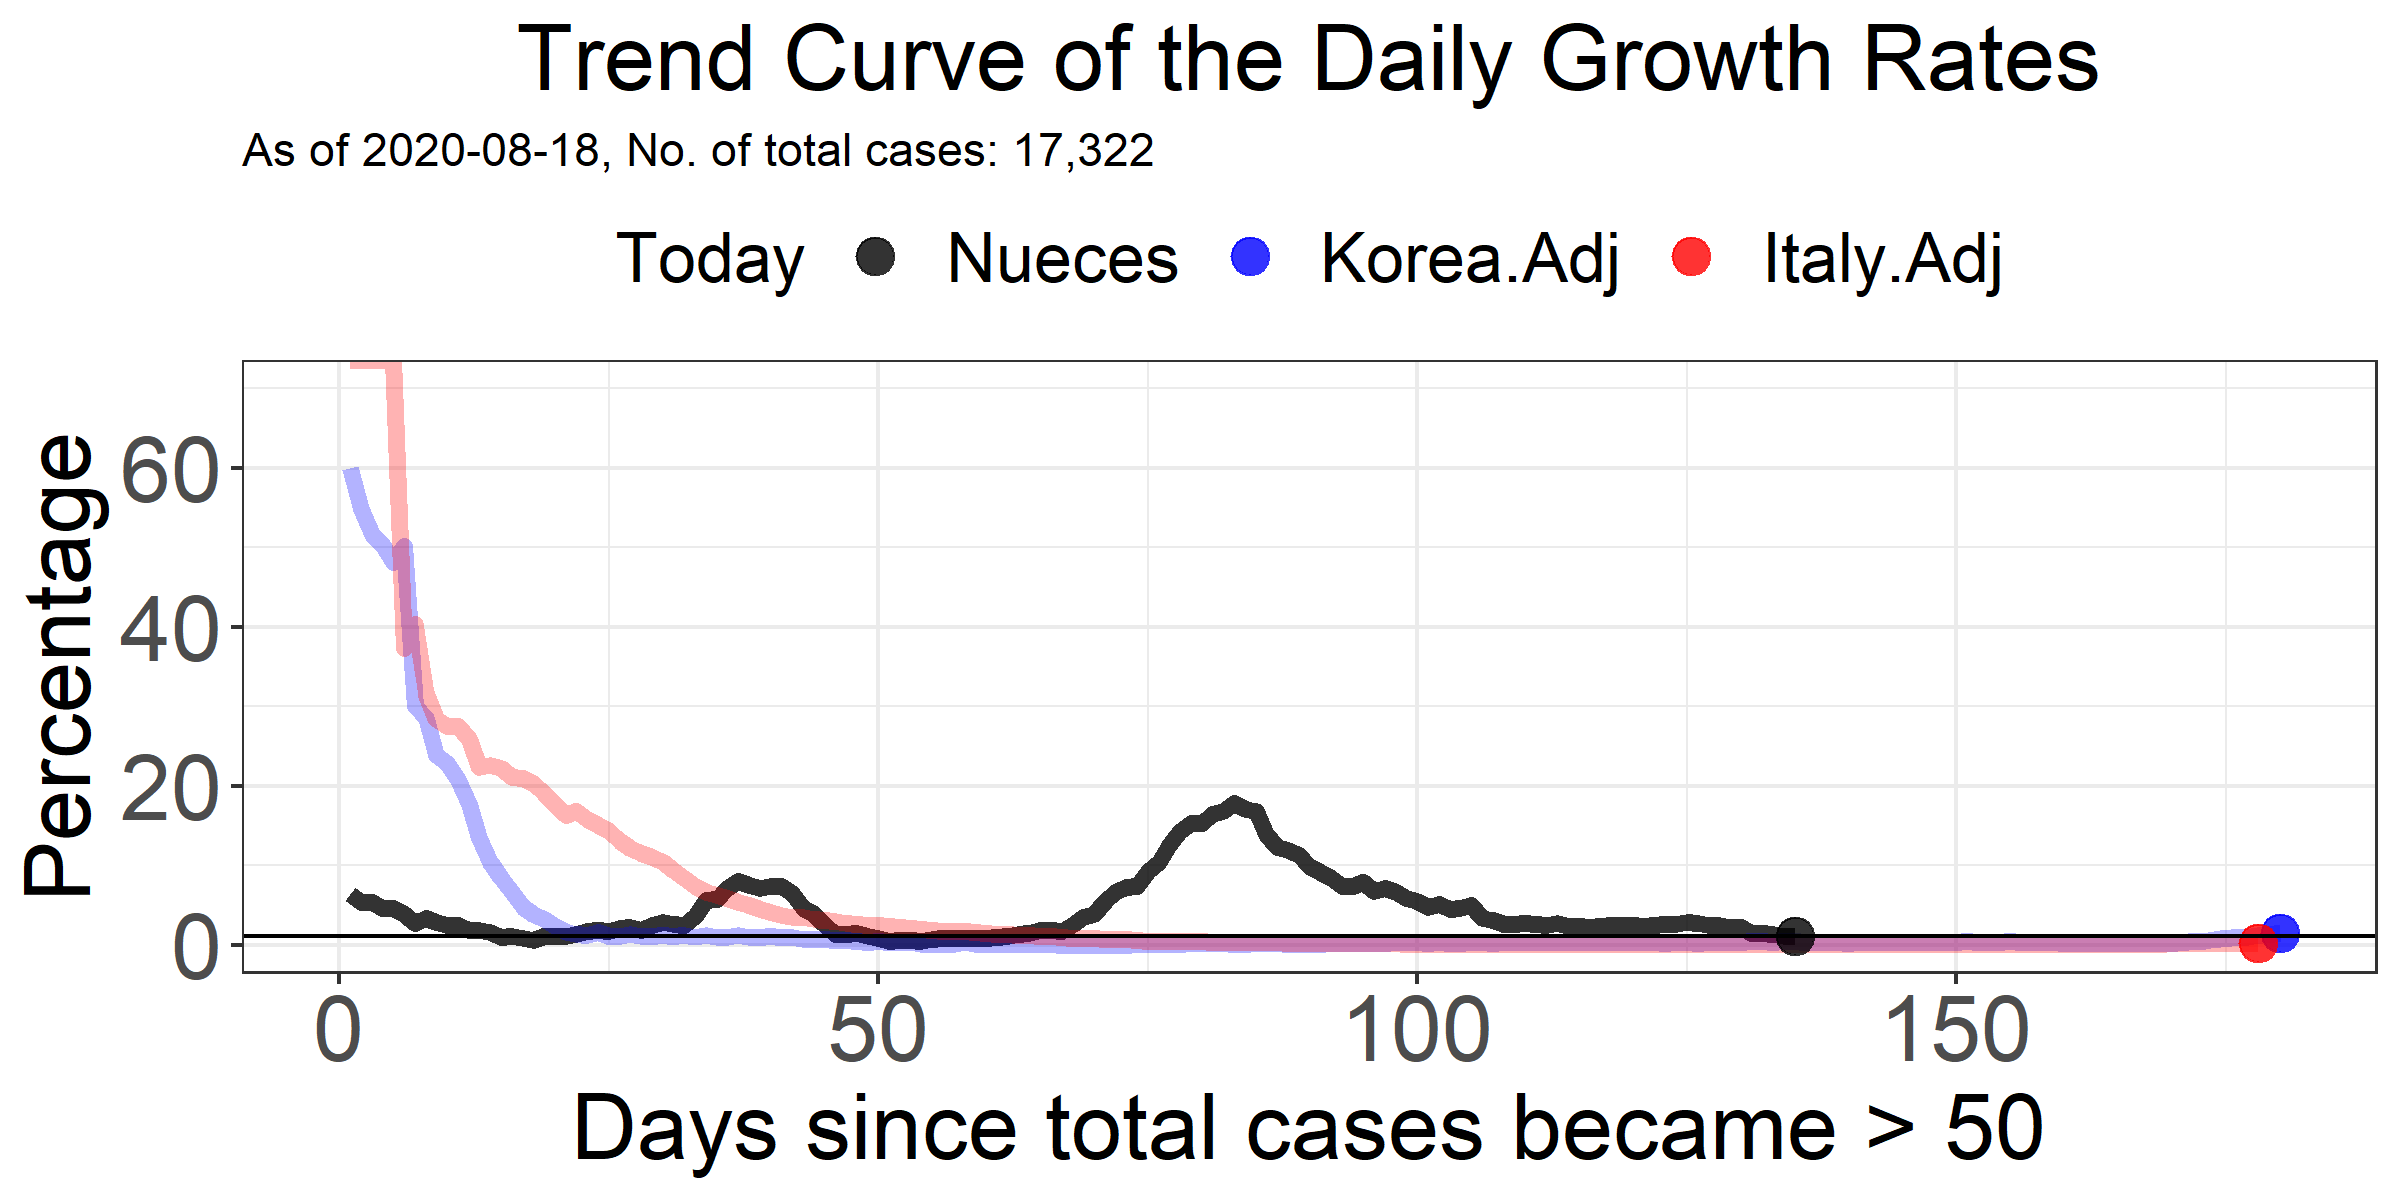 Trend Curve of the Daily Growth Rates
As of 2020-08-18, No. of total cases: 17,322
Today Nueces Korea.Adj Italy.Adj
Percentage
60
40
20
0
0 50 100 150
Days since total cases became > 50